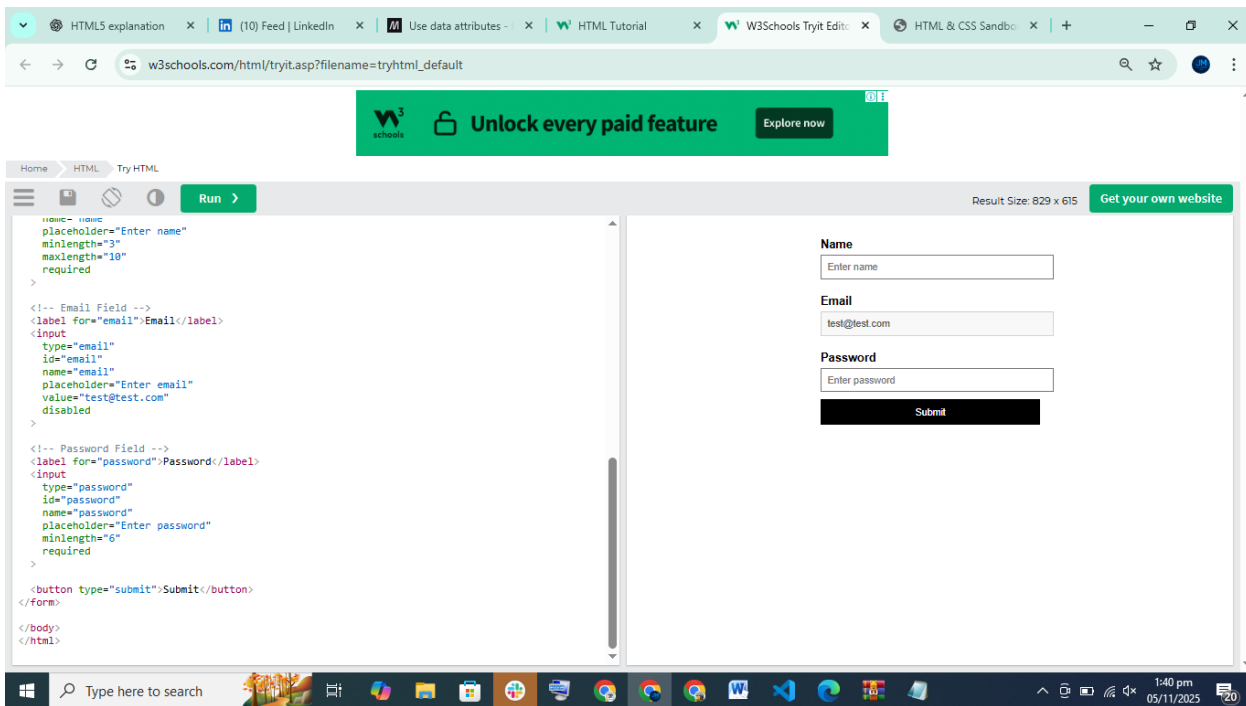 HTML5 explanation
(10) Feed | LinkedIn
Use data attributes -
HTML Tutorial
W3Schools Tryit Edito
HTML & CSS Sandbo
w3schools.com/html/tryit.asp?filename=tryhtml_default
JM
W3
schools
Unlock every paid feature
Explore now
Home
HTML
Try HTML
Run ❯
Result Size: 829 x 615
Get your own website
name="name"
placeholder="Enter name"
minlength="3"
maxlength="10"
required
>
<!-- Email Field -->
<label for="email">Email</label>
<input
type="email"
id="email"
name="email"
placeholder="Enter email"
value="test@test.com"
disabled
>
<!-- Password Field -->
<label for="password">Password</label>
<input
type="password"
id="password"
name="password"
placeholder="Enter password"
minlength="6"
required
>
<button type="submit">Submit</button>
</form>
</body>
</html>
Name
Enter name
Email
test@test.com
Password
Enter password
Submit
Type here to search
1:40 pm
05/11/2025
20